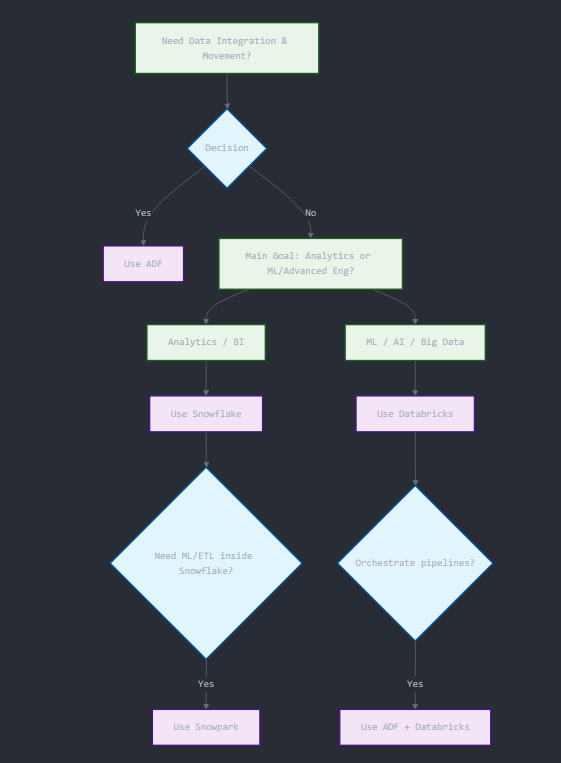 Need Data Integration &
Movement?
Decision
Yes
No
Use ADF
Main Goal: Analytics or
ML/Advanced Eng?
Analytics / BI
ML / AI / Big Data
Use Snowflake
Use Databricks
Need ML/ETL inside
Snowflake?
Orchestrate pipelines?
Yes
Yes
Use Snowpark
Use ADF + Databricks